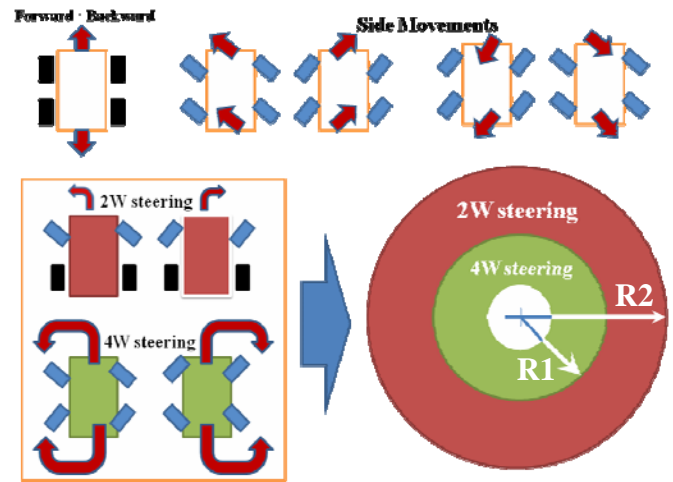 Forward · Backward
Side Movements
2W steering
4W steering
2W steering
4W steering
R2
R1